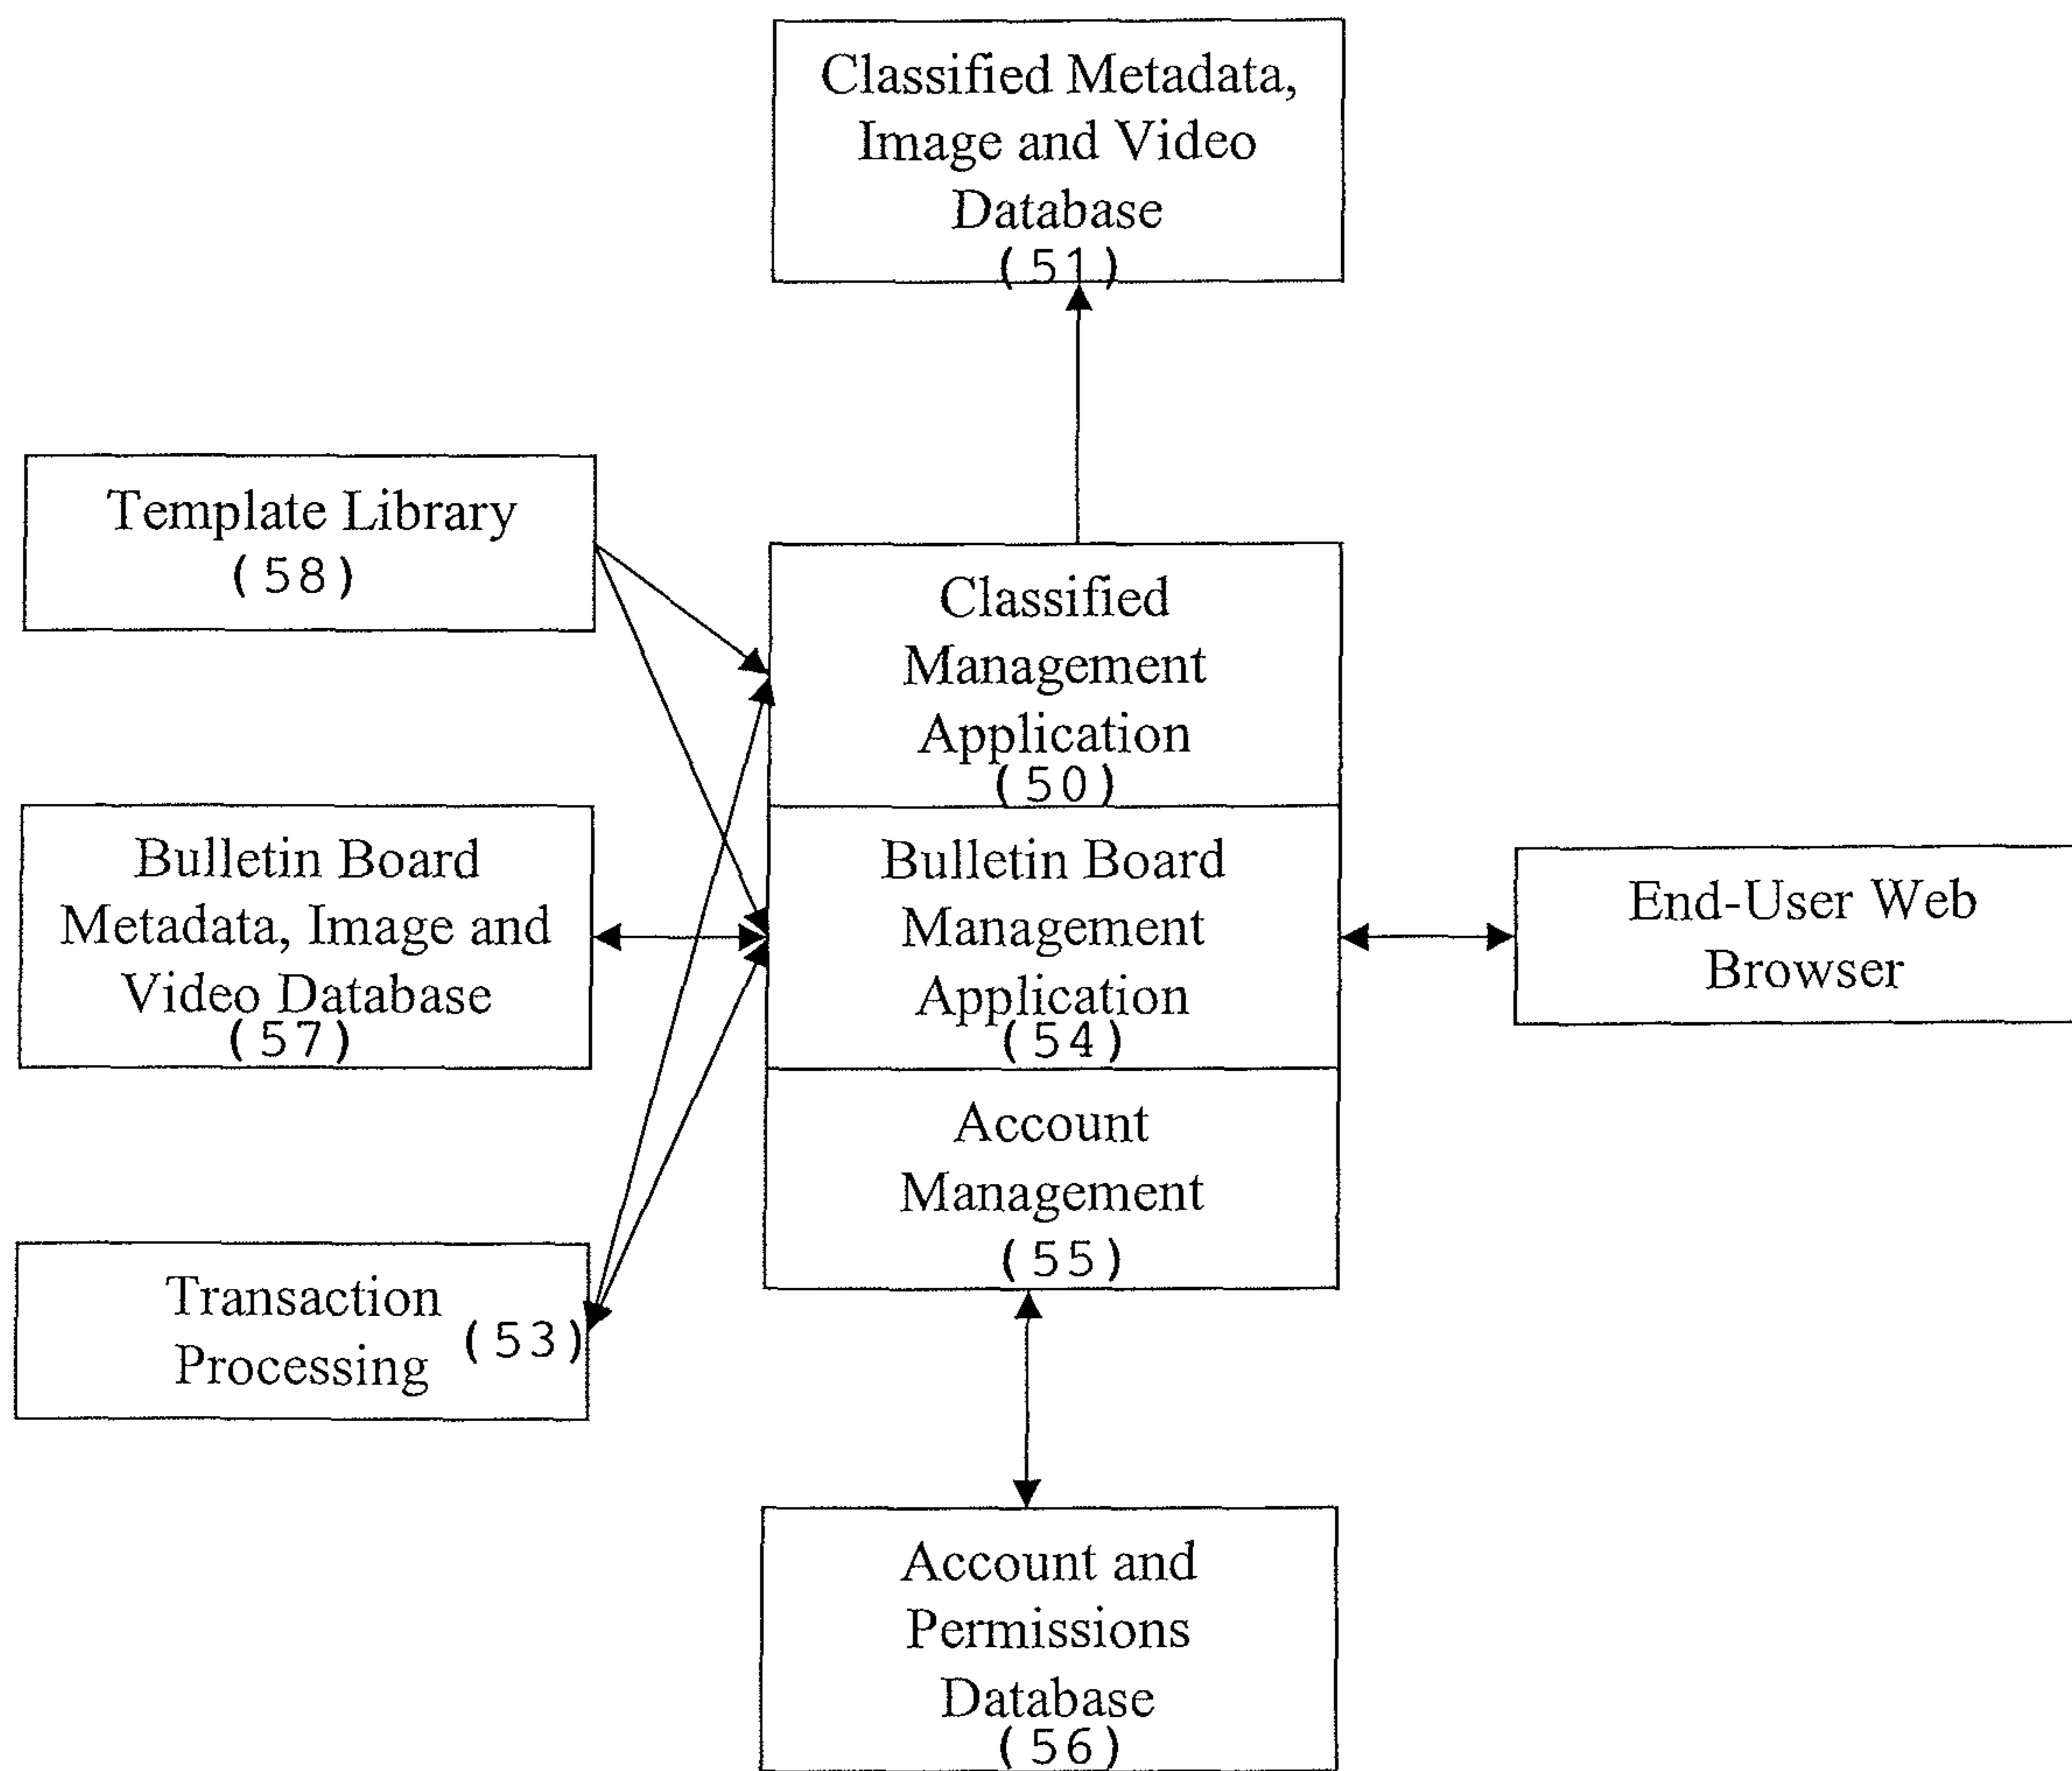 Classified Metadata,
Image and Video
Database
(51)
Template Library
(58)
Classified
Management
Application
(50)
Bulletin Board
Metadata, Image and
Video Database
(57)
Bulletin Board
Management
Application
(54)
End-User Web
Browser
Account
Management
(55)
Transaction
Processing
(53)
Account and
Permissions
Database
(56)